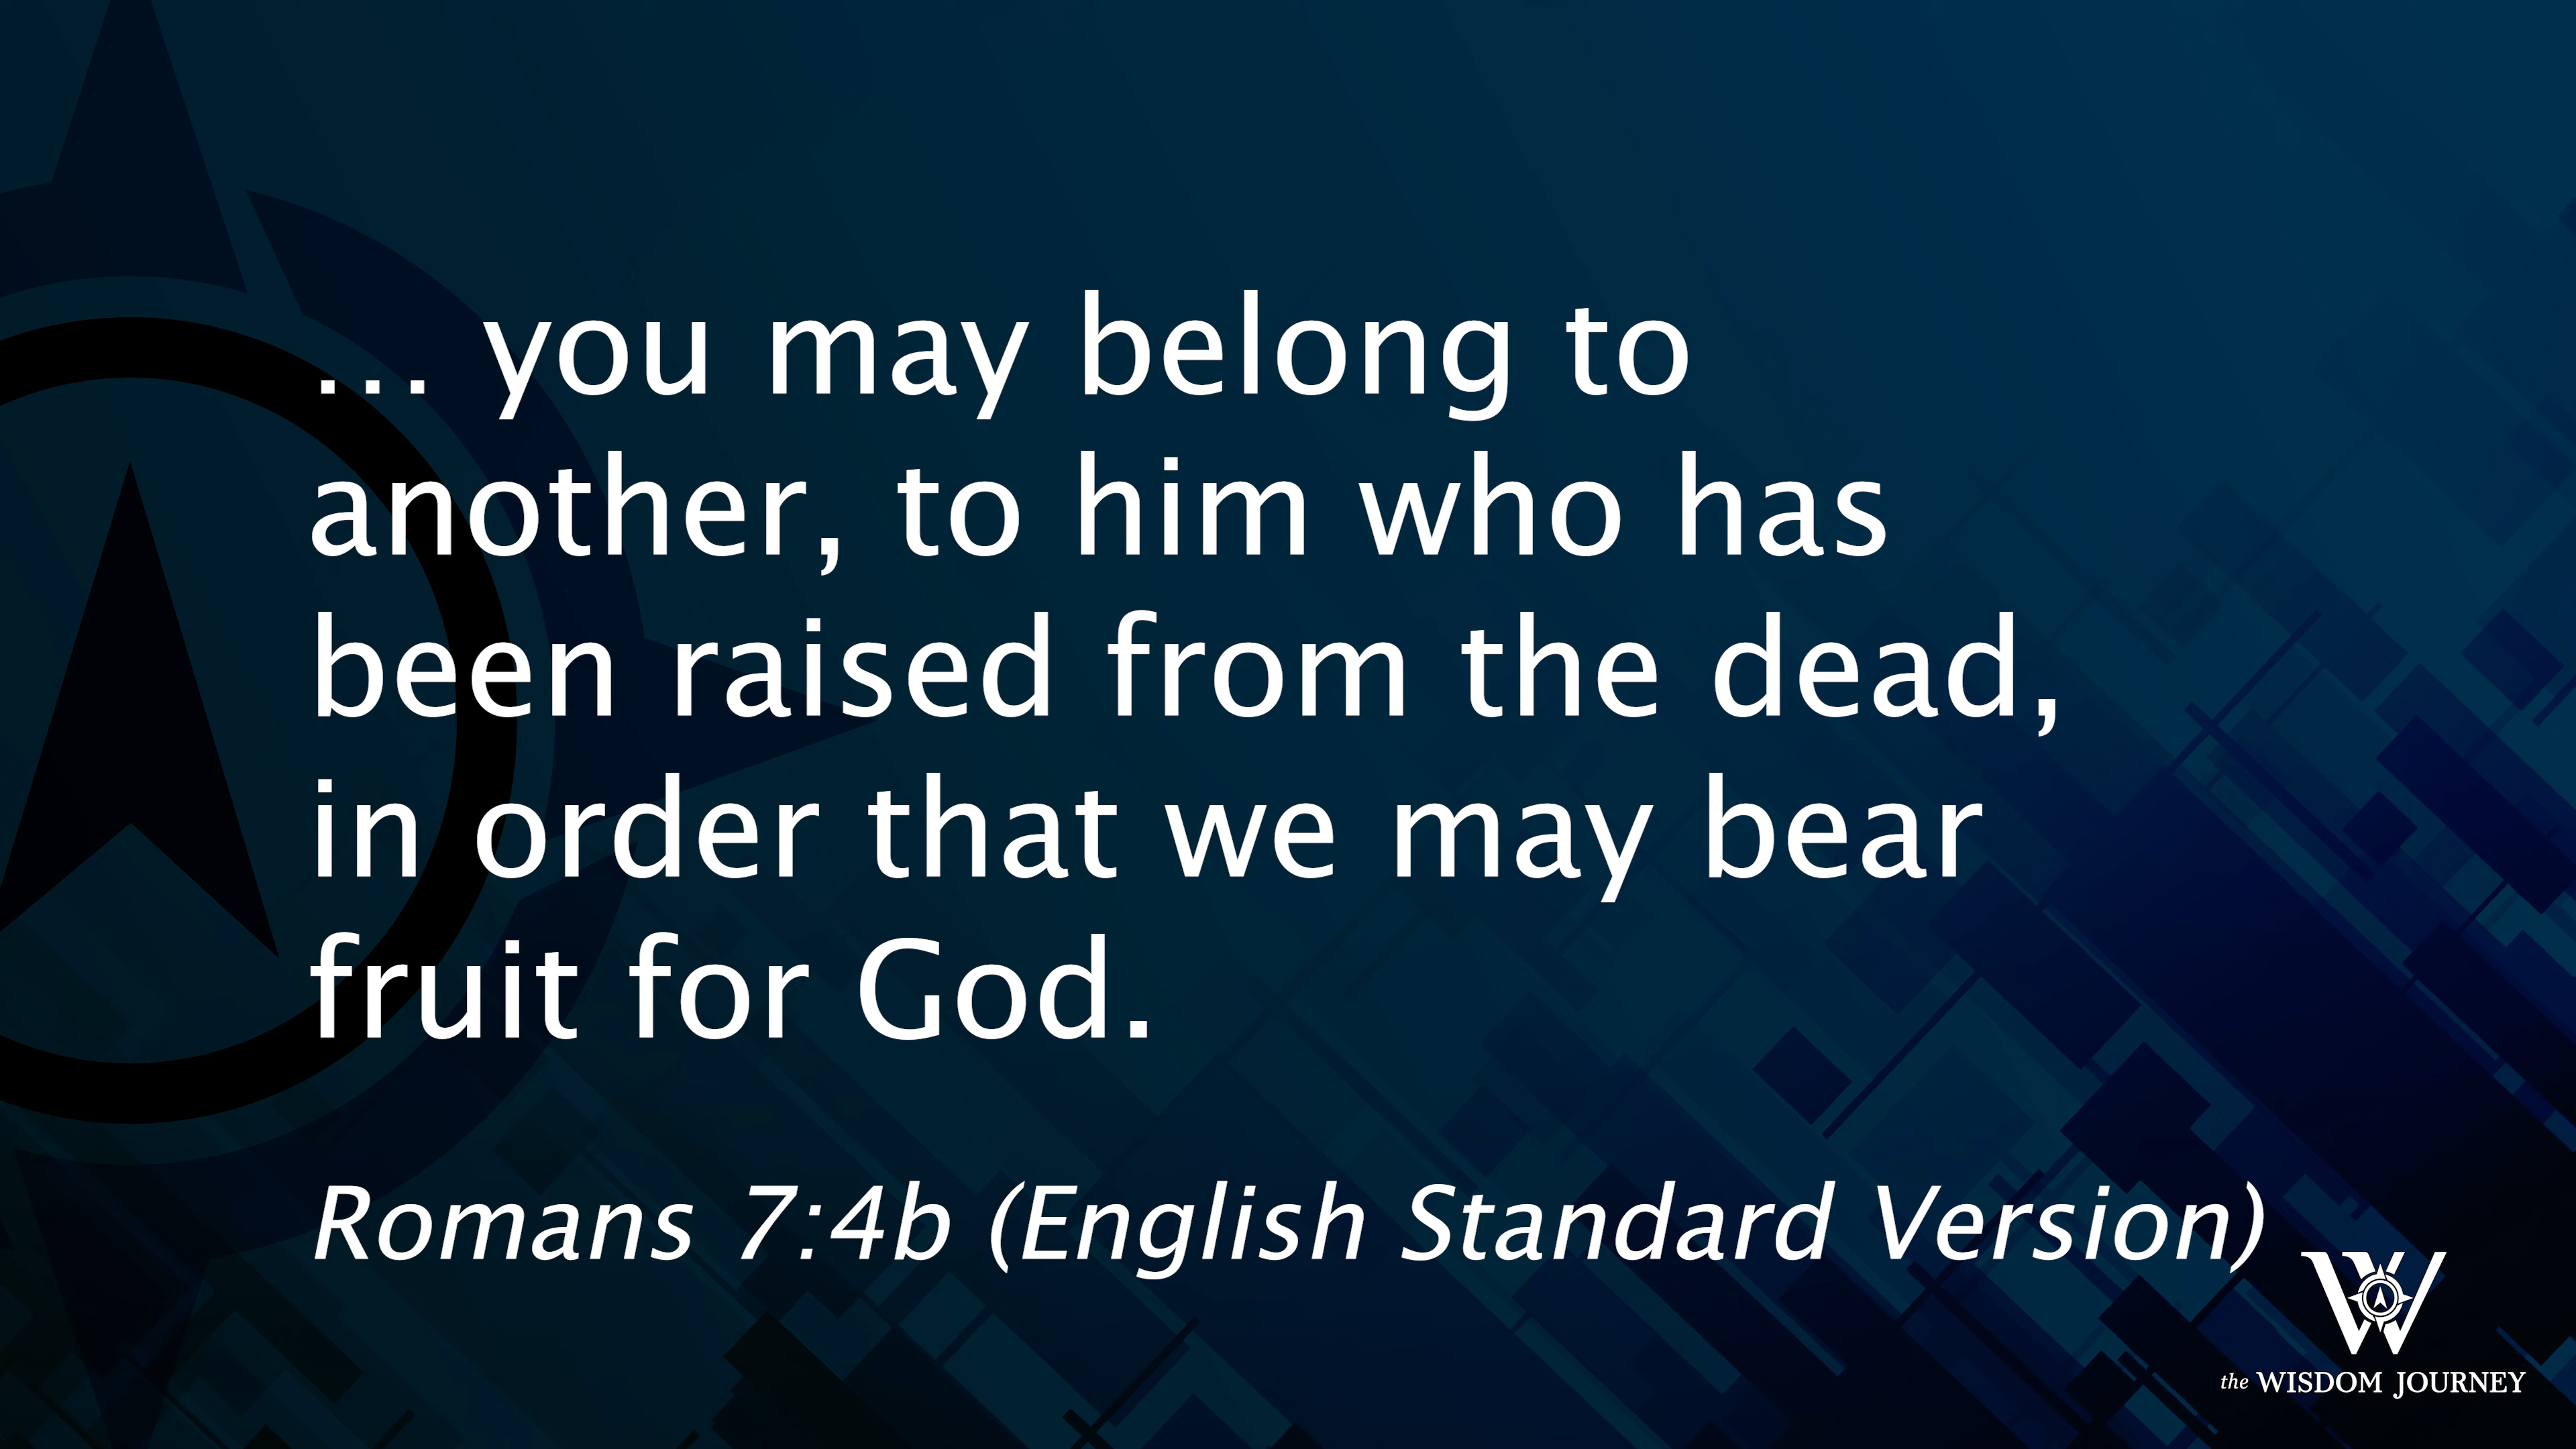 ... you may belong to
another, to him who has
been raised from the dead,
in order that we may bear
fruit for God.
Romans 7:4b (English Standard Version)
W
the WISDOM JOURNEY